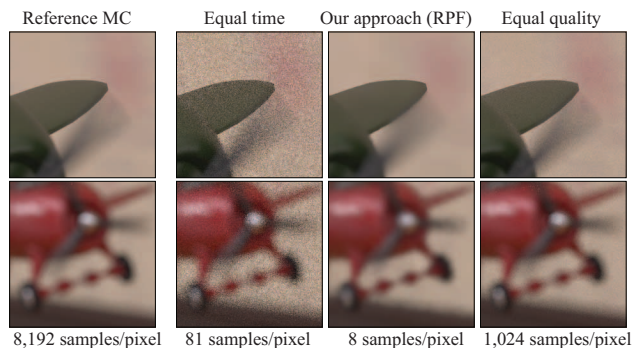 Reference MC
Equal time
Our approach (RPF)
Equal quality
8,192 samples/pixel
81 samples/pixel
8 samples/pixel
1,024 samples/pixel